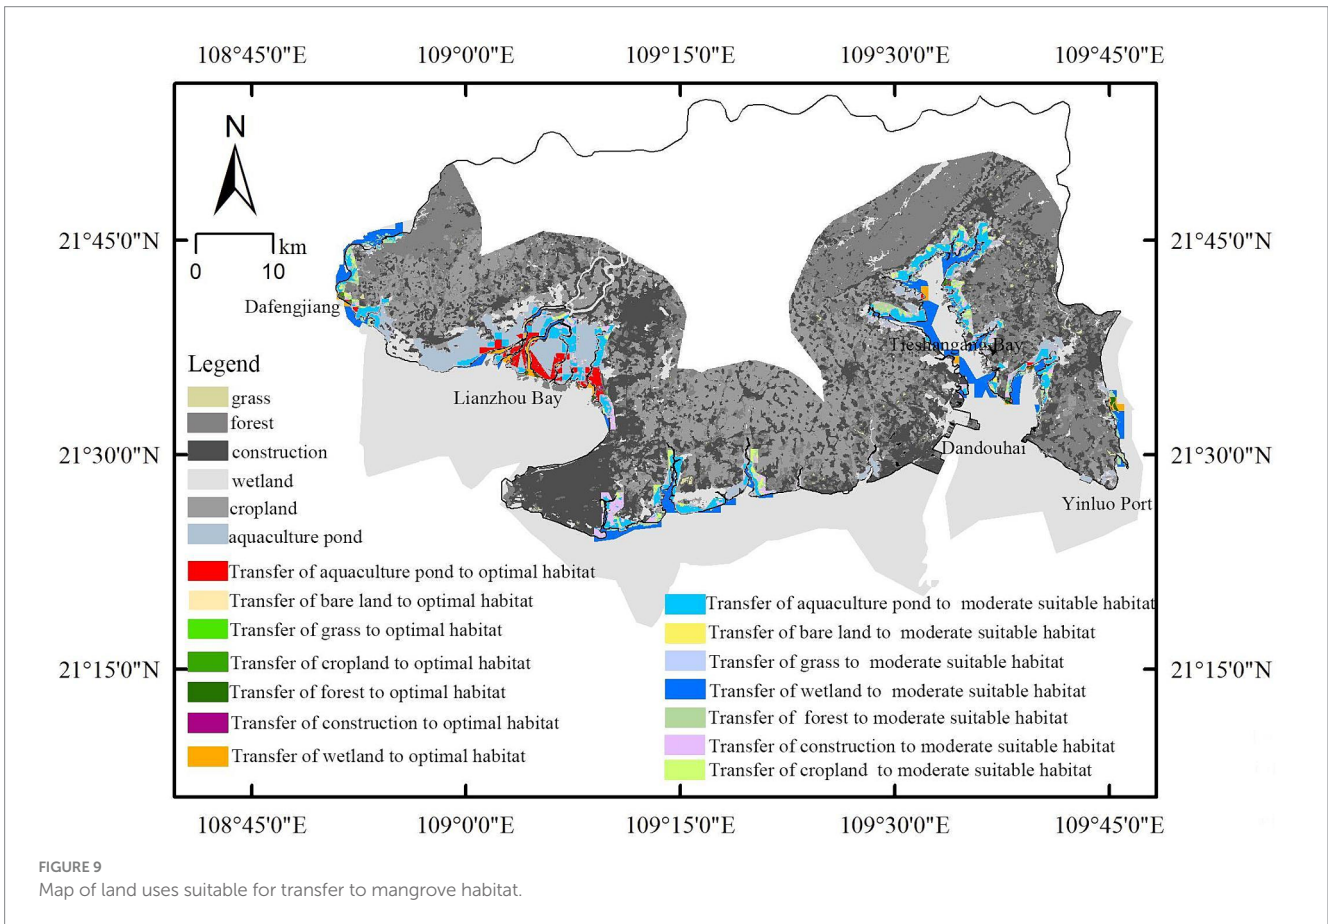 108°45'0"E
109°0'0"E
109°15'0"E
109°30'0"E
109°45'0"E
N
km
0
10
21°45'0"N
21°45'0"N
Dafengjiang
Tieshangang Bay
Lianzhou Bay
Dandouhai
Yinluo Port
21°30'0"N
21°30'0"N
Legend
grass
forest
construction
wetland
cropland
aquaculture pond
Transfer of aquaculture pond to optimal habitat
Transfer of bare land to optimal habitat
Transfer of grass to optimal habitat
Transfer of cropland to optimal habitat
Transfer of forest to optimal habitat
Transfer of construction to optimal habitat
Transfer of wetland to optimal habitat
Transfer of aquaculture pond to moderate suitable habitat
Transfer of bare land to moderate suitable habitat
Transfer of grass to moderate suitable habitat
Transfer of wetland to moderate suitable habitat
Transfer of forest to moderate suitable habitat
Transfer of construction to moderate suitable habitat
Transfer of cropland to moderate suitable habitat
21°15'0"N
21°15'0"N
108°45'0"E
109°0'0"E
109°15'0"E
109°30'0"E
109°45'0"E
FIGURE 9
Map of land uses suitable for transfer to mangrove habitat.